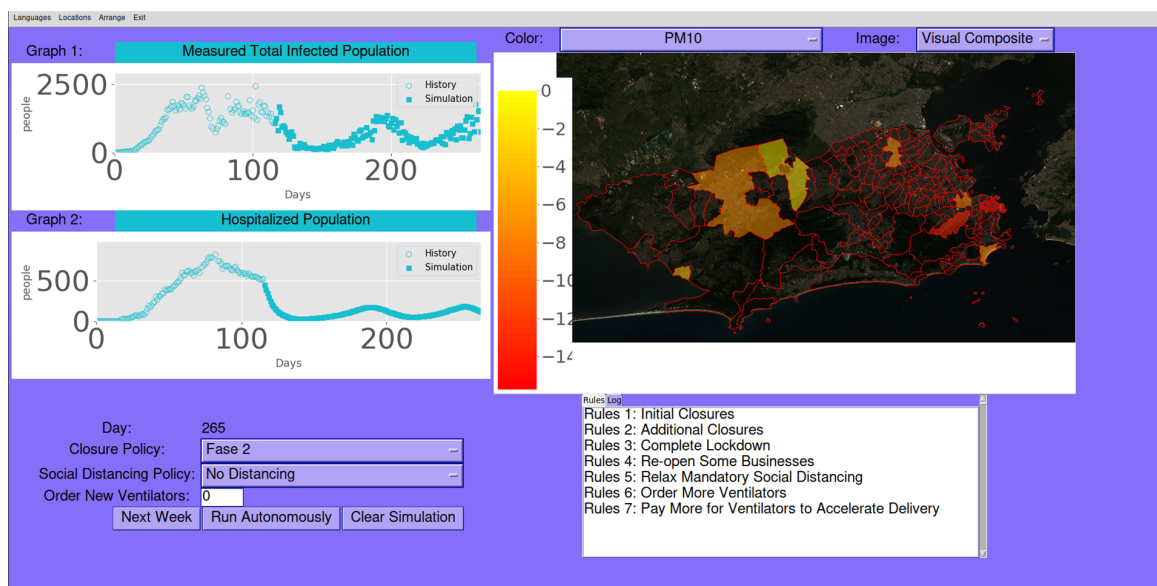 Languages Locations Arrange Exit
Graph 1: Measured Total Infected Population
2500
0
people
History
Simulation
0 100 200
Days
Graph 2: Hospitalized Population
500
0
people
History
Simulation
0 100 200
Days
Day: 265
Closure Policy: Fase 2
Social Distancing Policy: No Distancing
Order New Ventilators: 0
Next Week Run Autonomously Clear Simulation
Color: PM10 Image: Visual Composite
0
−2
−4
−6
−8
−10
−12
−14
Rules Log
Rules 1: Initial Closures
Rules 2: Additional Closures
Rules 3: Complete Lockdown
Rules 4: Re-open Some Businesses
Rules 5: Relax Mandatory Social Distancing
Rules 6: Order More Ventilators
Rules 7: Pay More for Ventilators to Accelerate Delivery